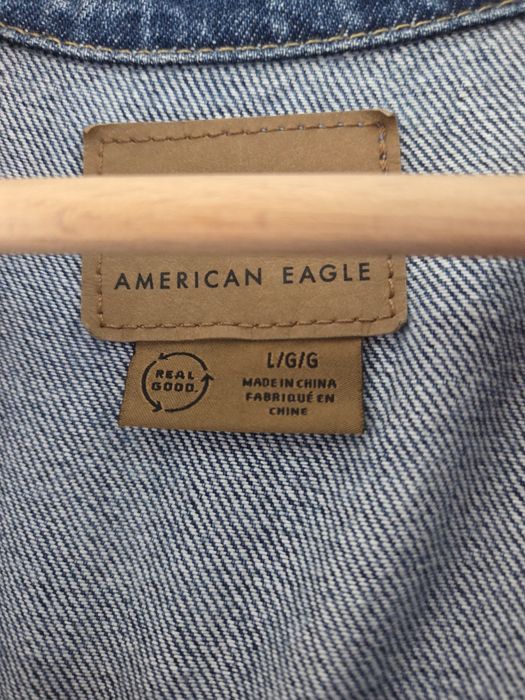 AMERICAN EAGLE
REAL
GOOD.
L/G/G
MADE IN CHINA
FABRIQUÉ EN
CHINE